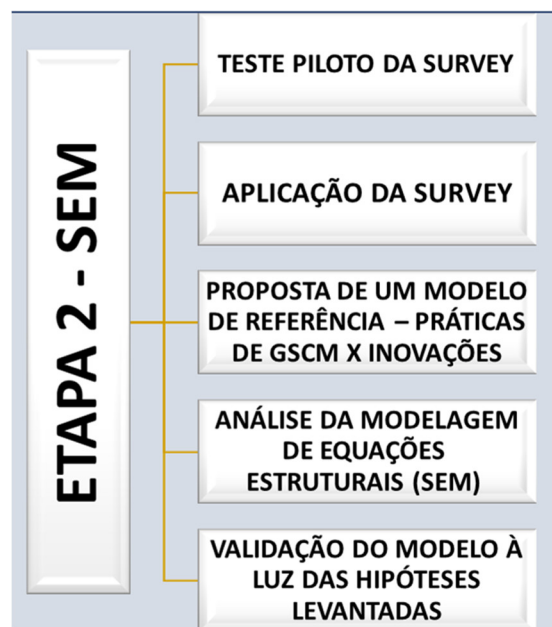 ETAPA 2 - SEM
TESTE PILOTO DA SURVEY
APLICAÇÃO DA SURVEY
PROPOSTA DE UM MODELO
DE REFERÊNCIA – PRÁTICAS
DE GSCM X INOVAÇÕES
ANÁLISE DA MODELAGEM
DE EQUAÇÕES
ESTRUTURAIS (SEM)
VALIDAÇÃO DO MODELO À
LUZ DAS HIPÓTESES
LEVANTADAS